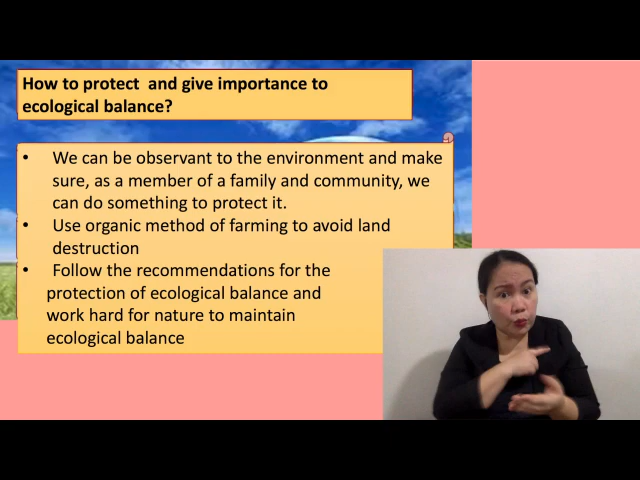 How to protect and give importance to
ecological balance?
• We can be observant to the environment and make
sure, as a member of a family and community, we
can do something to protect it.
• Use organic method of farming to avoid land
destruction
• Follow the recommendations for the
protection of ecological balance and
work hard for nature to maintain
ecological balance